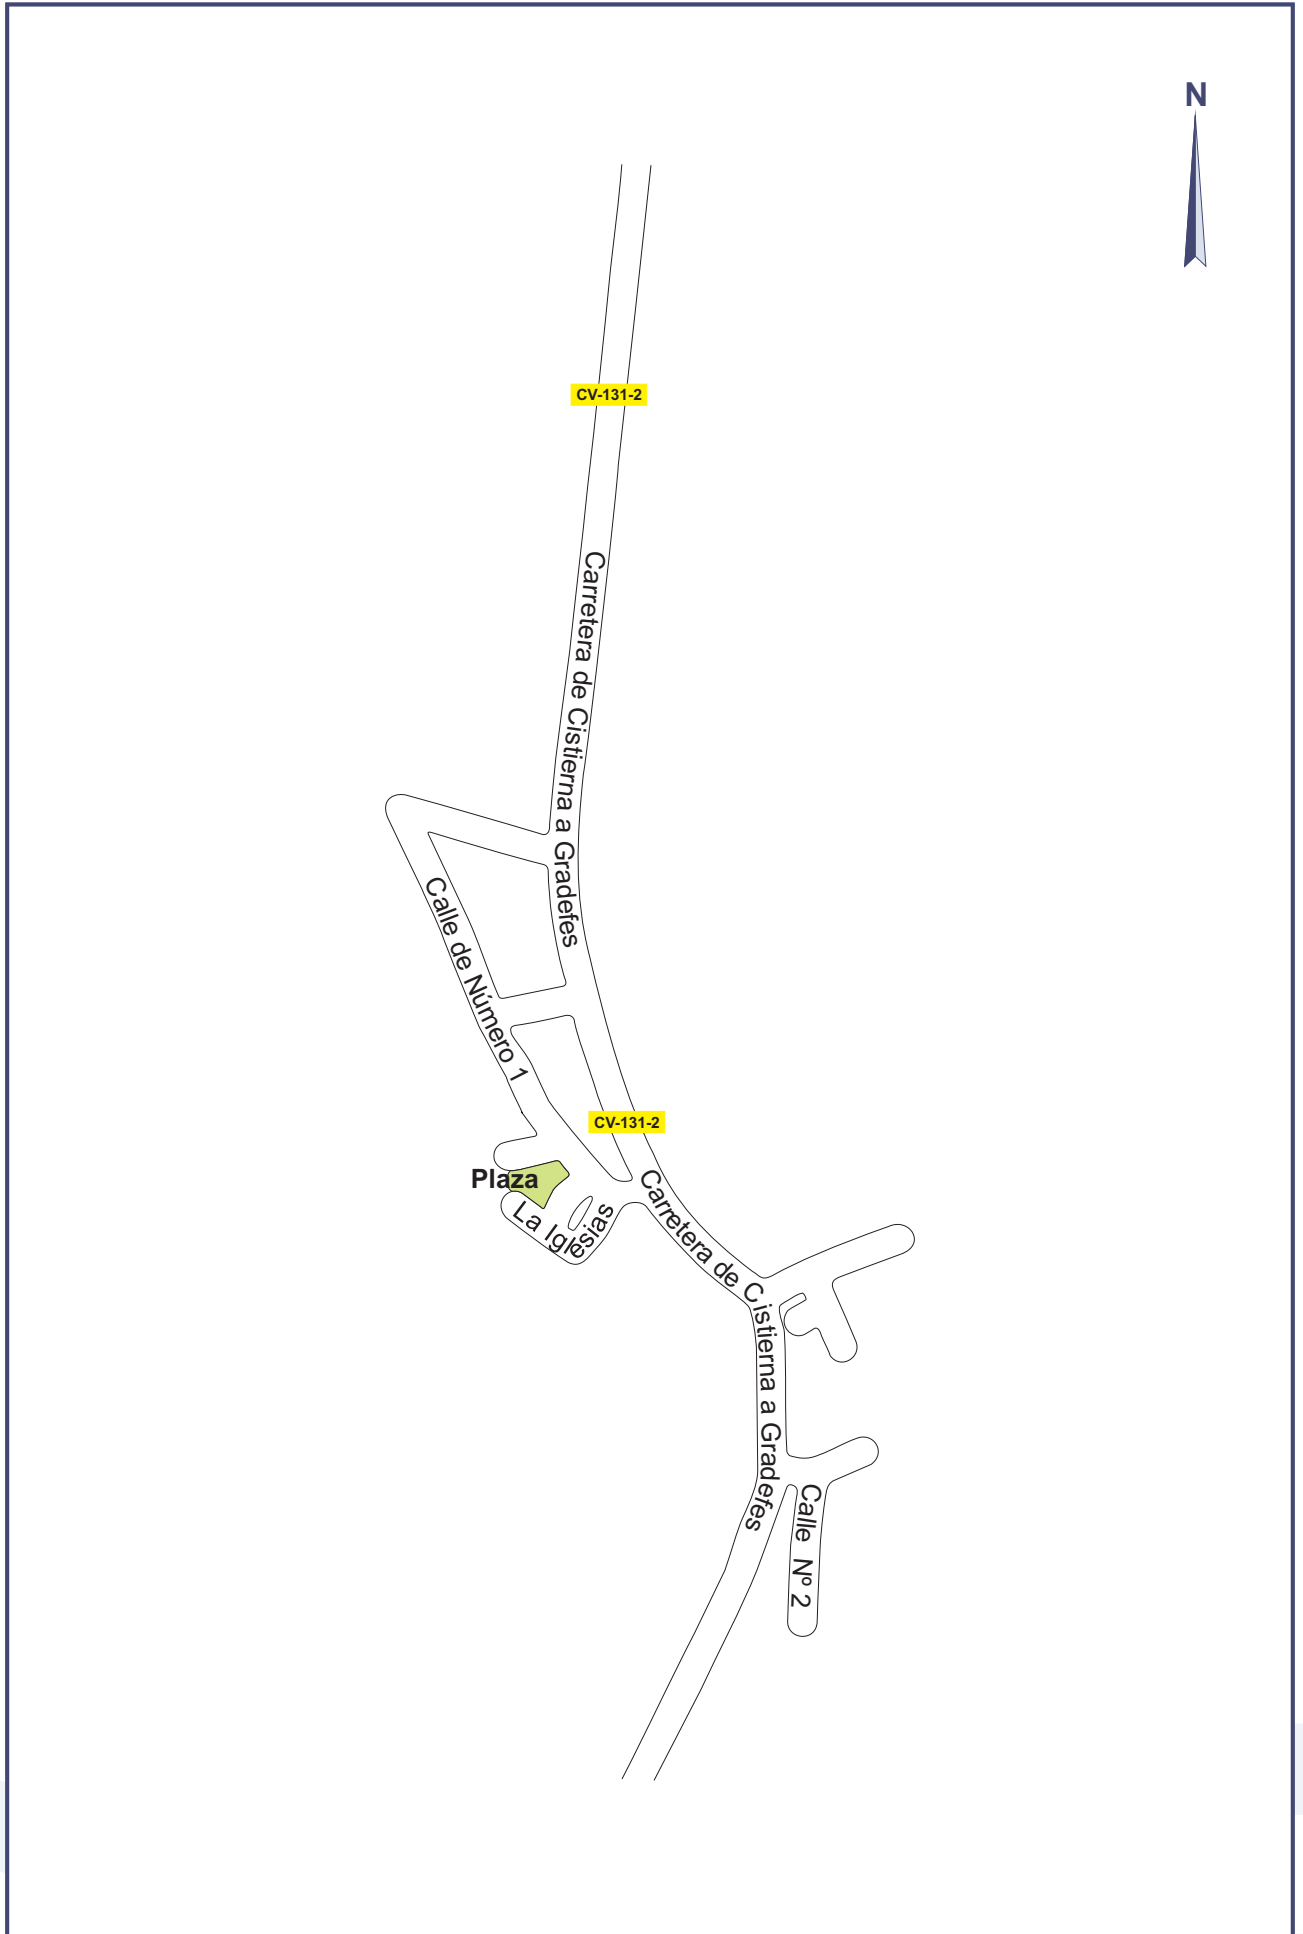 N
CV-131-2
Carretera de Cistierna a Gradefes
Calle de Número 1
CV-131-2
Plaza
La Iglesias
Carretera de Cistierna a Gradefes
Calle Nº 2